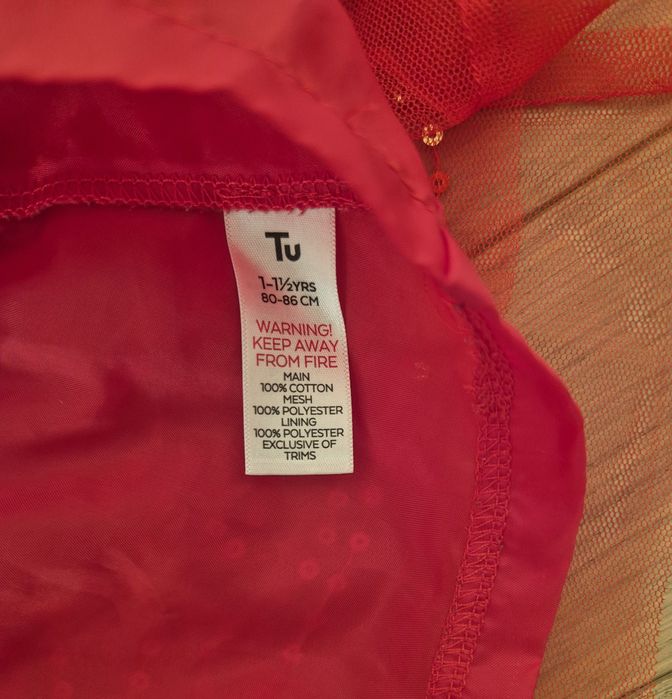 Tu
1-1½YRS
80-86 CM
WARNING!
KEEP AWAY
FROM FIRE
MAIN
100% COTTON
MESH
100% POLYESTER
LINING
100% POLYESTER
EXCLUSIVE OF
TRIMS